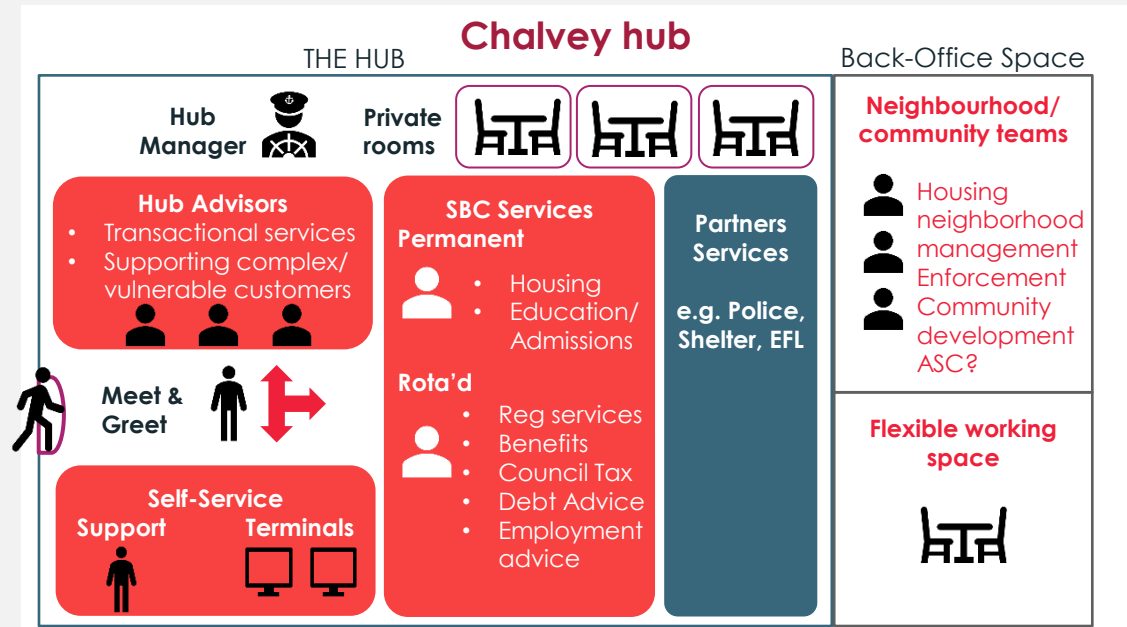 Chalvey hub
THE HUB
Hub
Manager
Private
rooms
Hub Advisors
• Transactional services
• Supporting complex/
vulnerable customers
Meet &
Greet
Self-Service
Support
Terminals
SBC Services
Permanent
• Housing
• Education/
Admissions
Rota'd
• Reg services
• Benefits
• Council Tax
• Debt Advice
• Employment
advice
Partners
Services
e.g. Police,
Shelter, EFL
Back-Office Space
Neighbourhood/
community teams
Housing
neighborhood
management
Enforcement
Community
development
ASC?
Flexible working
space